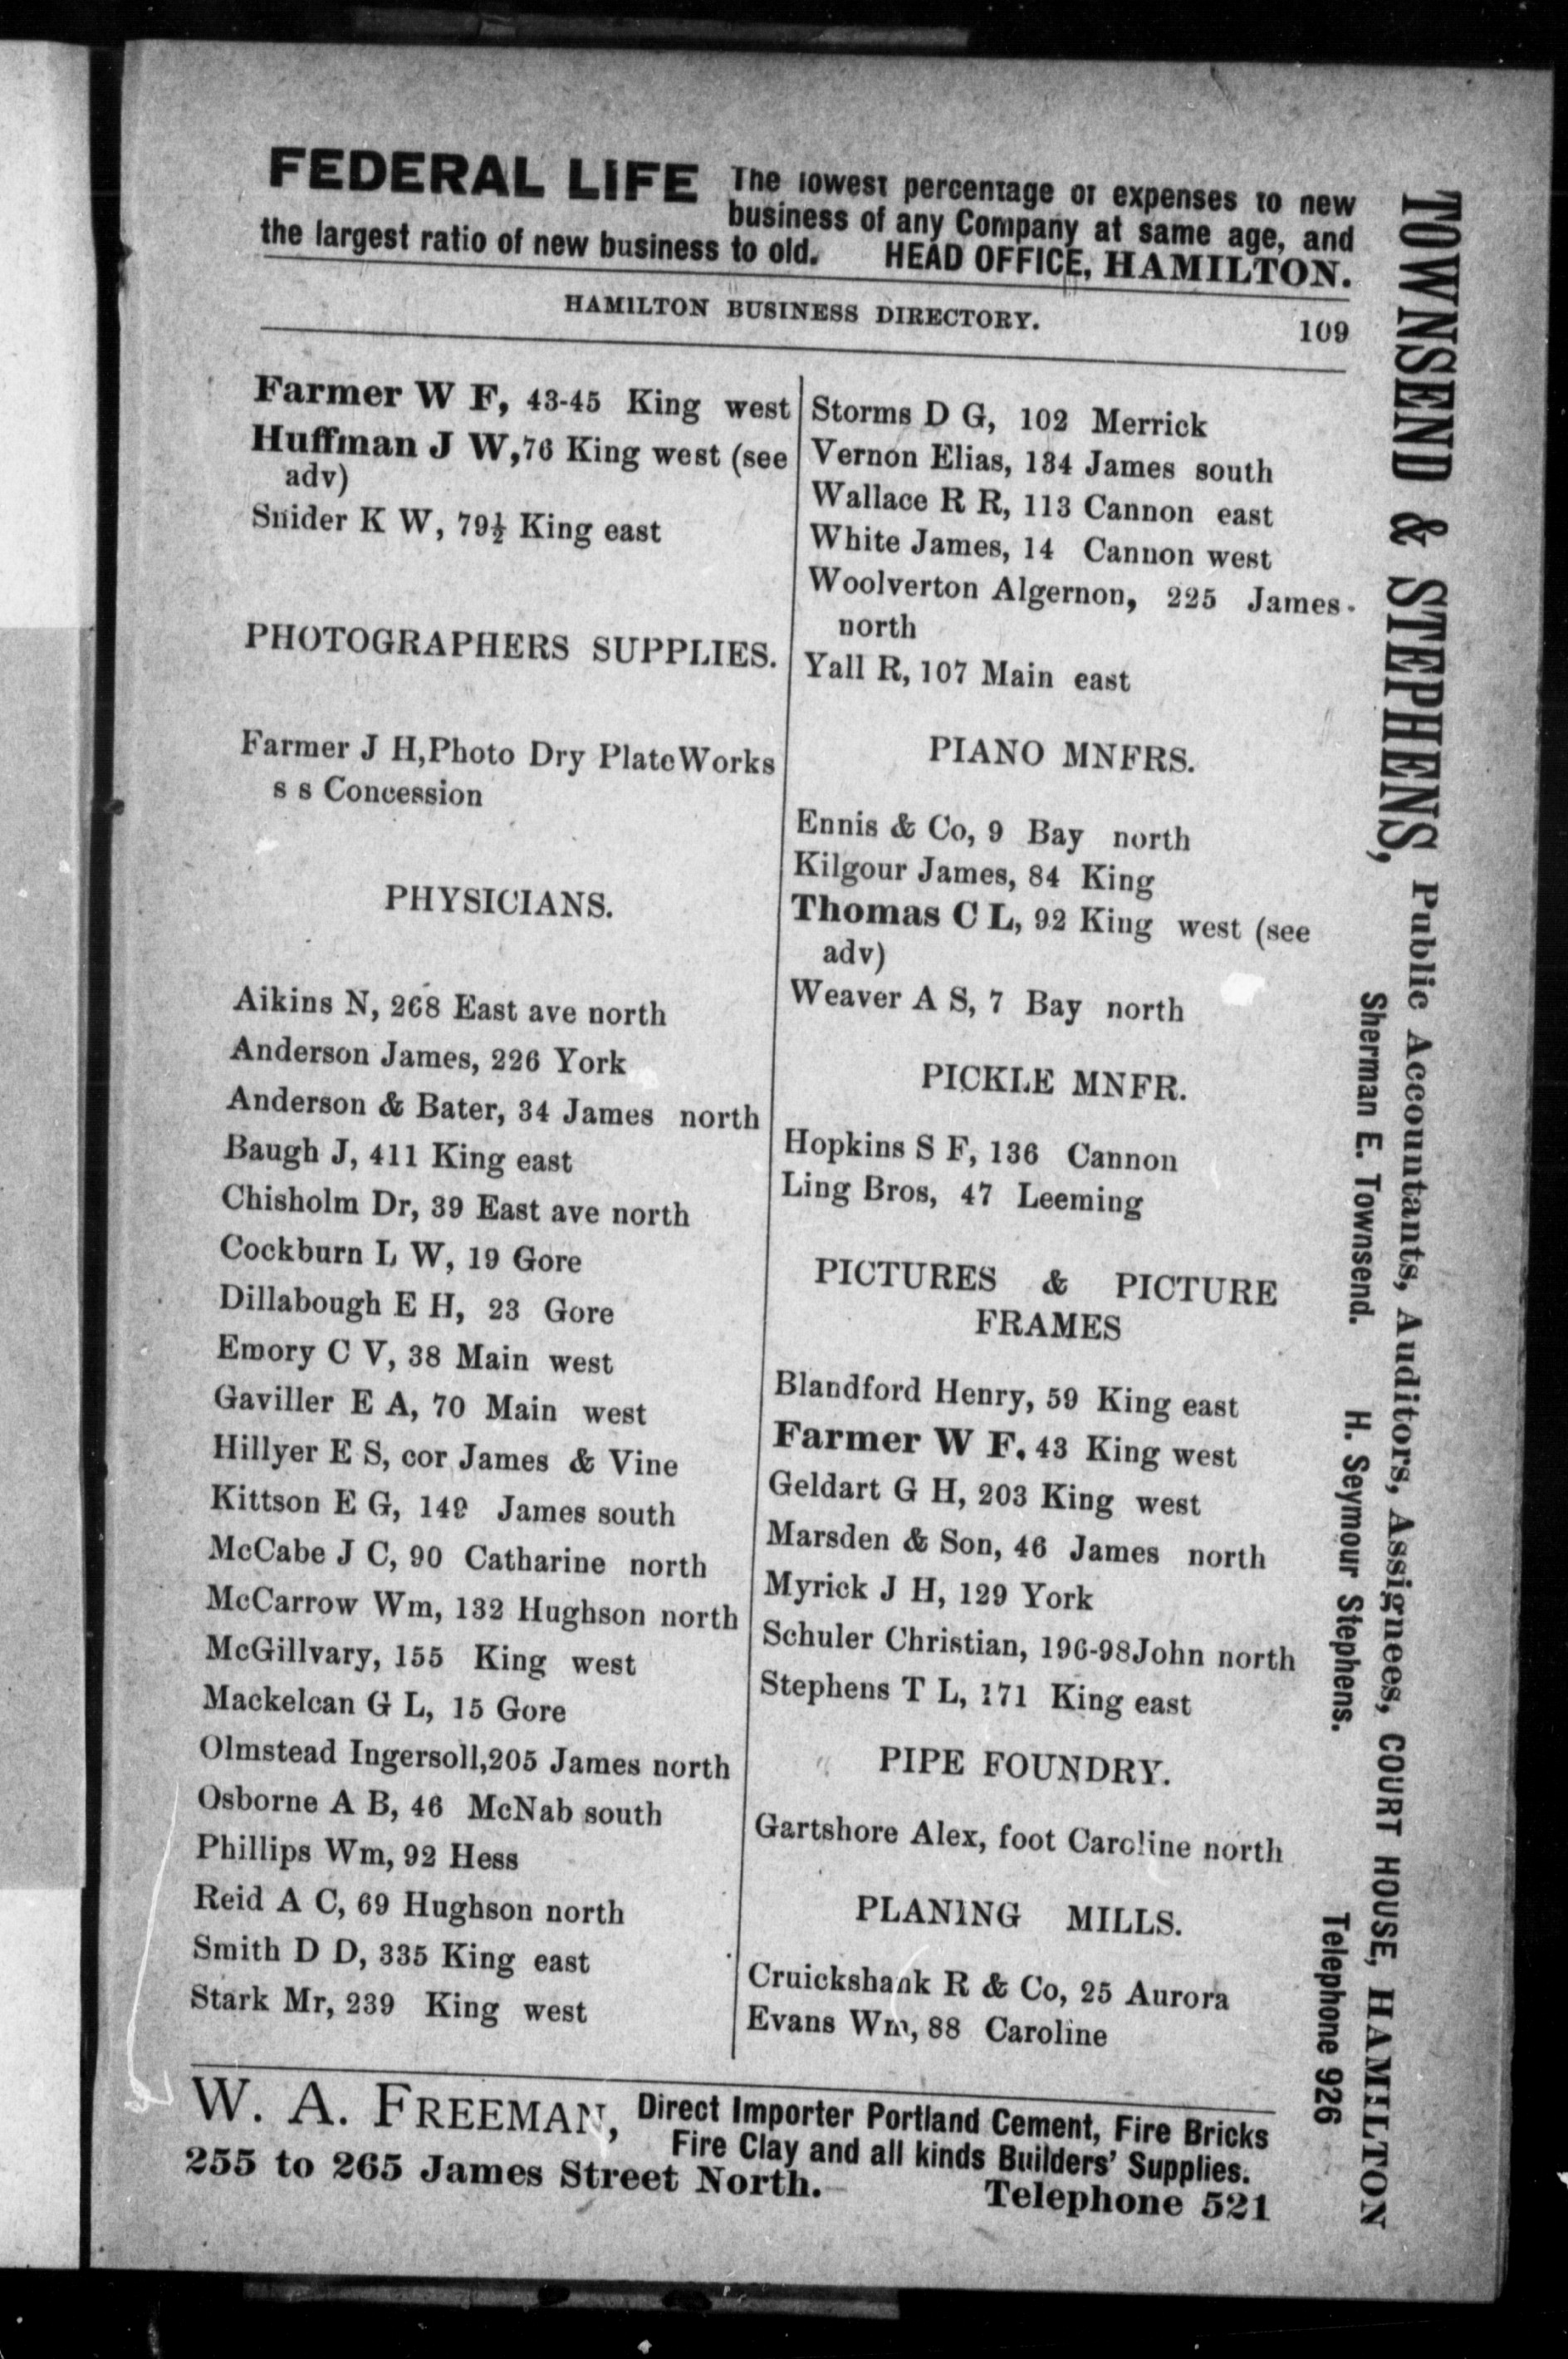 FEDERAL LIFE The lowest percentage of expenses to new
business of any Company at same age, and
the largest ratio of new business to old. HEAD OFFICE, HAMILTON.
HAMILTON BUSINESS DIRECTORY. 109
Farmer W F, 43-45 King west
Huffman J W, 76 King west (see
adv)
Snider K W, 79½ King east
PHOTOGRAPHERS SUPPLIES.
Farmer J H, Photo Dry Plate Works
s s Concession
PHYSICIANS.
Aikins N, 268 East ave north
Anderson James, 226 York
Anderson & Bater, 34 James north
Baugh J, 411 King east
Chisholm Dr, 39 East ave north
Cockburn L W, 19 Gore
Dillabough E H, 23 Gore
Emory C V, 38 Main west
Gaviller E A, 70 Main west
Hillyer E S, cor James & Vine
Kittson E G, 149 James south
McCabe J C, 90 Catharine north
McCarrow Wm, 132 Hughson north
McGillvary, 155 King west
Mackelcan G L, 15 Gore
Olmstead Ingersoll, 205 James north
Osborne A B, 46 McNab south
Phillips Wm, 92 Hess
Reid A C, 69 Hughson north
Smith D D, 335 King east
Stark Mr, 239 King west
Storms D G, 102 Merrick
Vernon Elias, 134 James south
Wallace R R, 113 Cannon east
White James, 14 Cannon west
Woolverton Algernon, 225 James
north
Yall R, 107 Main east
PIANO MNFRS.
Ennis & Co, 9 Bay north
Kilgour James, 84 King
Thomas C L, 92 King west (see
adv)
Weaver A S, 7 Bay north
PICKLE MNFR.
Hopkins S F, 136 Cannon
Ling Bros, 47 Leeming
PICTURES & PICTURE
FRAMES
Blandford Henry, 59 King east
Farmer W F, 43 King west
Geldart G H, 203 King west
Marsden & Son, 46 James north
Myrick J H, 129 York
Schuler Christian, 196-98 John north
Stephens T L, 171 King east
PIPE FOUNDRY.
Gartshore Alex, foot Caroline north
PLANING MILLS.
Cruickshank R & Co, 25 Aurora
Evans Wm, 88 Caroline
W. A. FREEMAN, Direct Importer Portland Cement, Fire Bricks
Fire Clay and all kinds Builders' Supplies.
255 to 265 James Street North. Telephone 521
TOWNSEND & STEPHENS, Public Accountants, Auditors, Assignees, COURT HOUSE, HAMILTON
Sherman E. Townsend. H. Seymour Stephens. Telephone 926